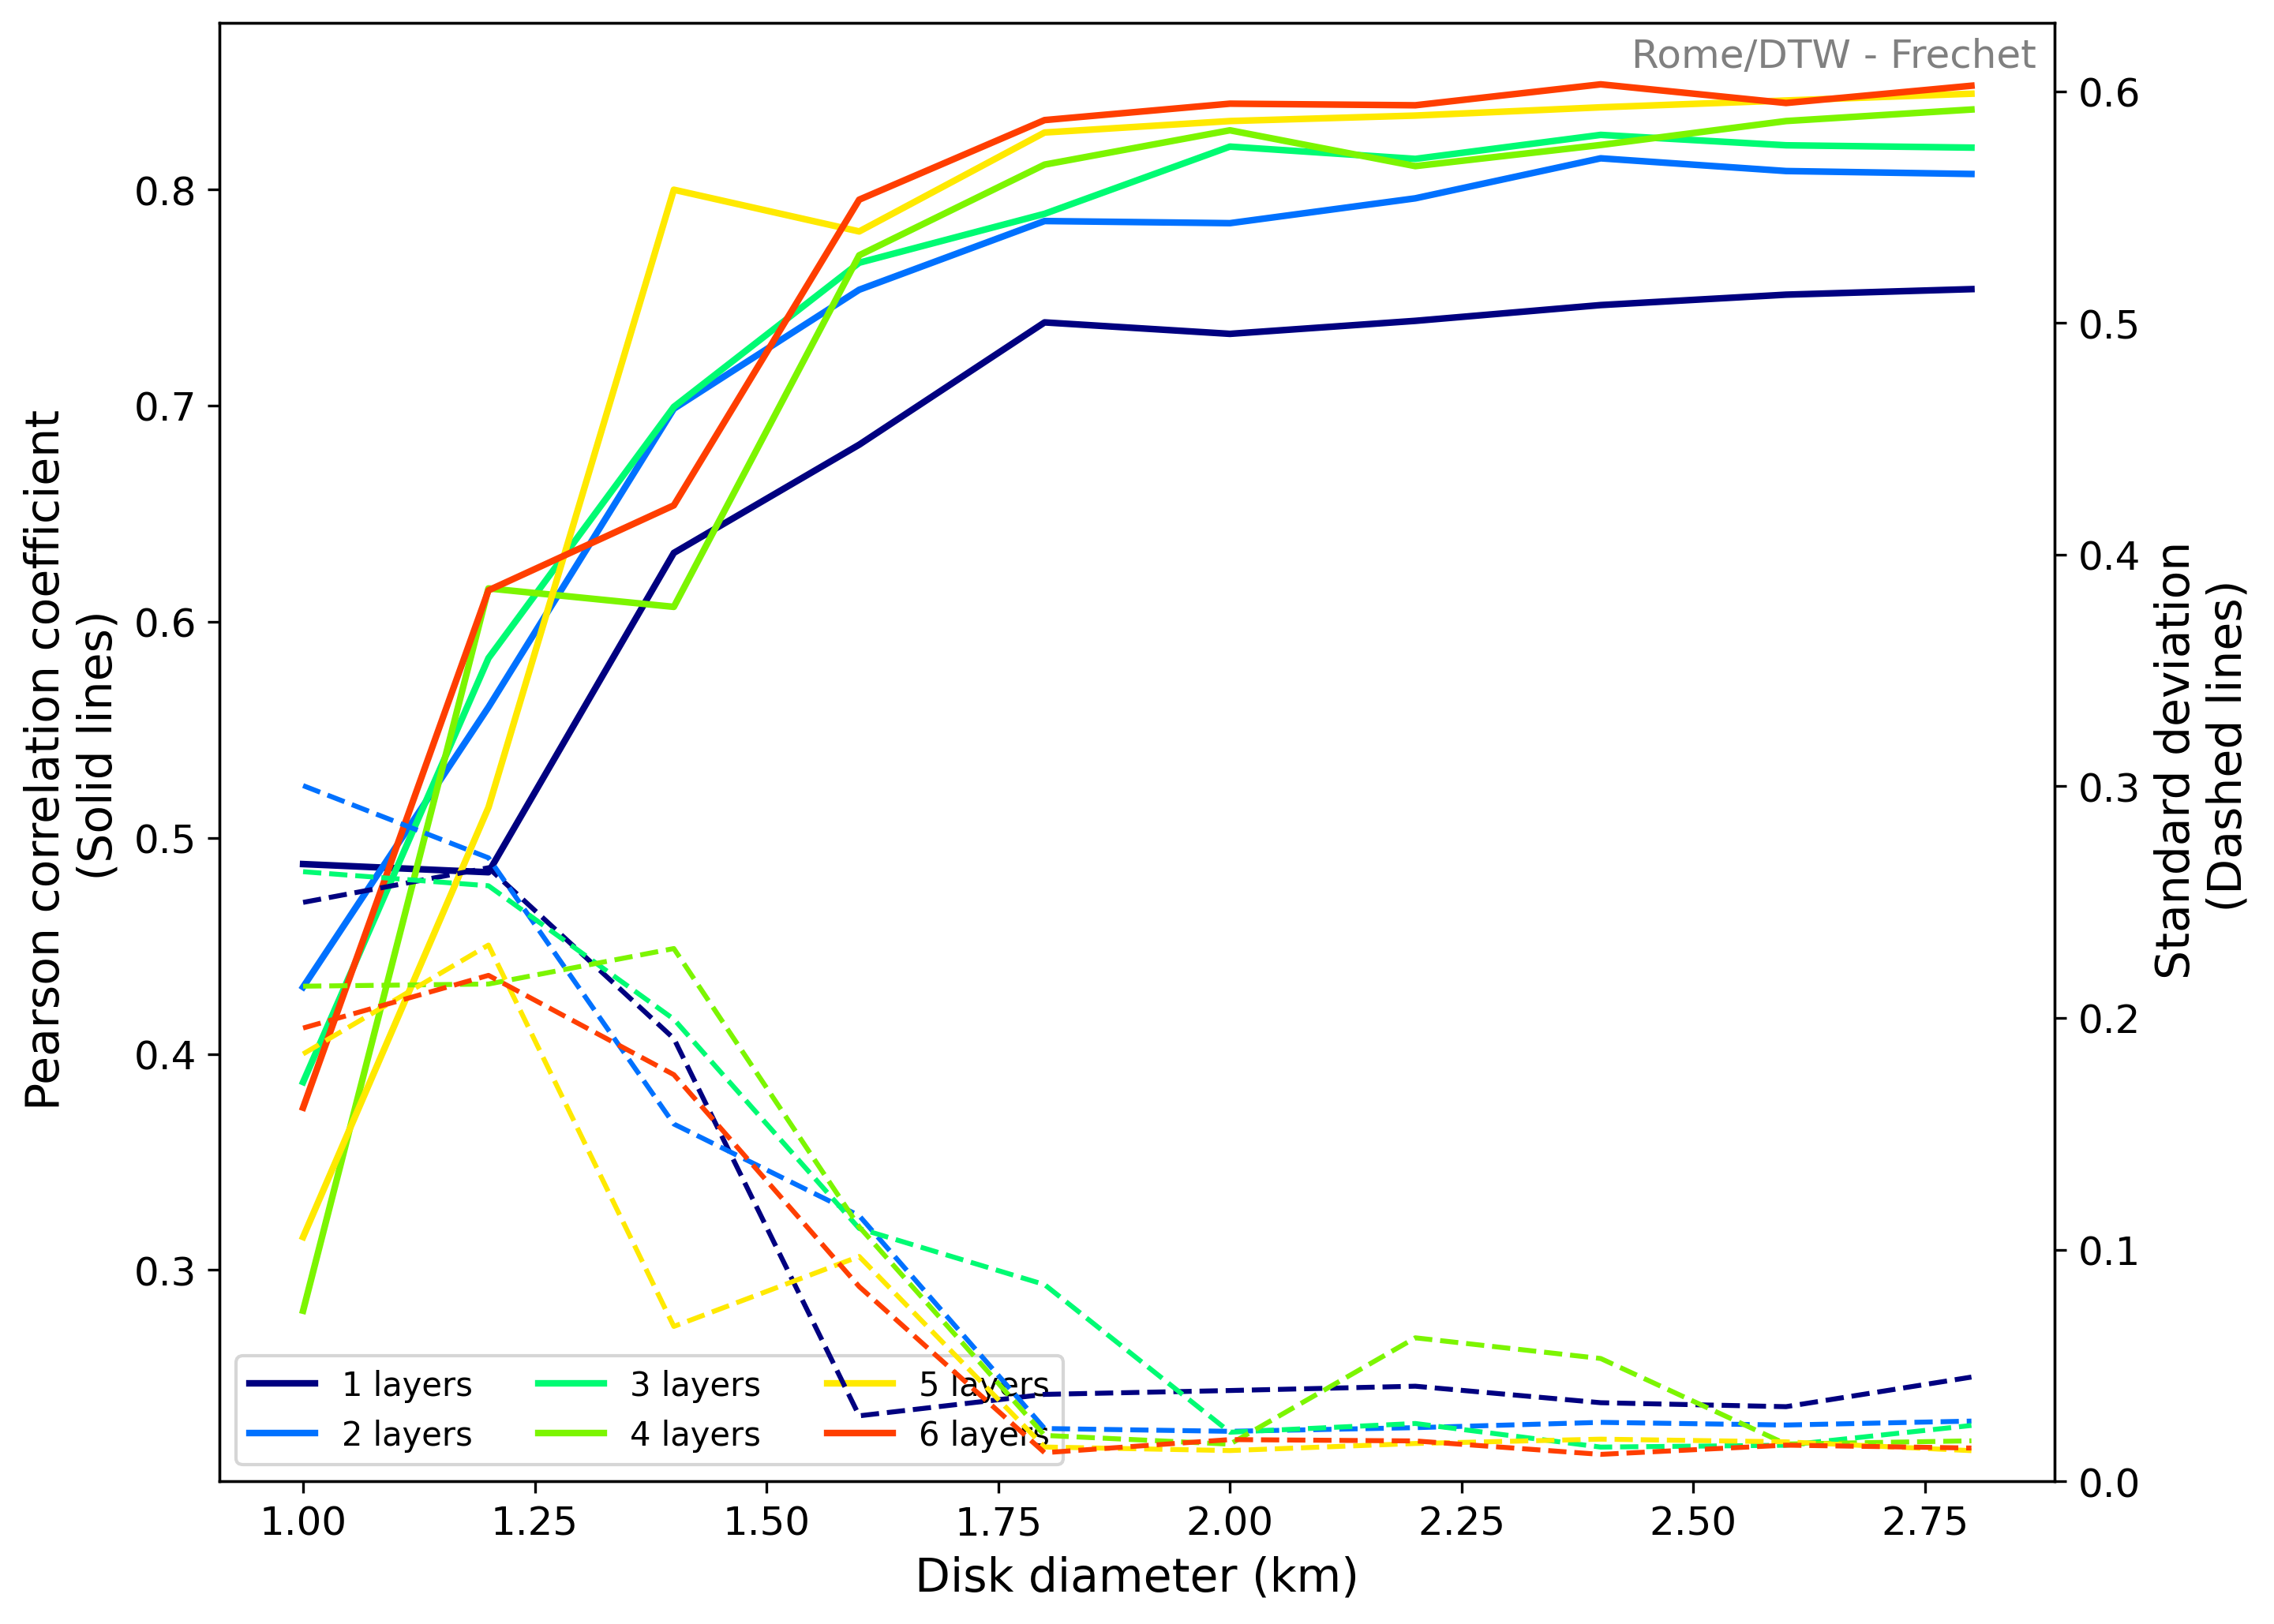 Rome/DTW - Frechet
Pearson correlation coefficient
(Solid lines)
0.8
0.7
0.6
0.5
0.4
0.3
0.6
0.5
0.4
0.3
0.2
0.1
0.0
Standard deviation
(Dashed lines)
1 layers 3 layers 5 layers
2 layers 4 layers 6 layers
1.00 1.25 1.50 1.75 2.00 2.25 2.50 2.75
Disk diameter (km)